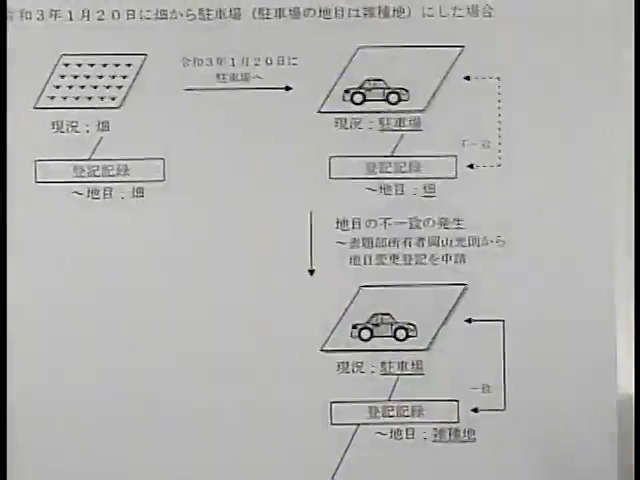 令和3年1月20日に畑から駐車場（駐車場の地目は雑種地）にした場合
令和3年1月20日に
駐車場へ
現況；畑
登記記録
～地目；畑
現況；駐車場
登記記録
～地目；畑
不一致
地目の不一致の発生
～表題部所有者岡山光則から
地目変更登記を申請
現況；駐車場
一致
登記記録
～地目；雑種地